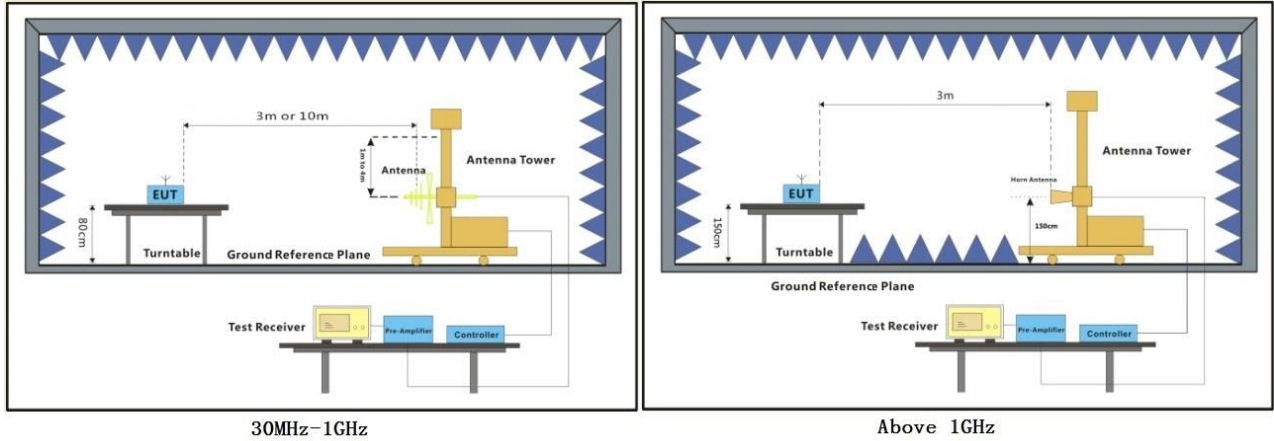 3m or 10m
1m to 4m
Antenna
Antenna Tower
EUT
80cm
Turntable
Ground Reference Plane
Test Receiver
Pre-Amplifier
Controller
30MHz-1GHz
3m
Antenna Tower
Horn Antenna
EUT
150cm
150cm
Turntable
Ground Reference Plane
Test Receiver
Pre-Amplifier
Controller
Above 1GHz